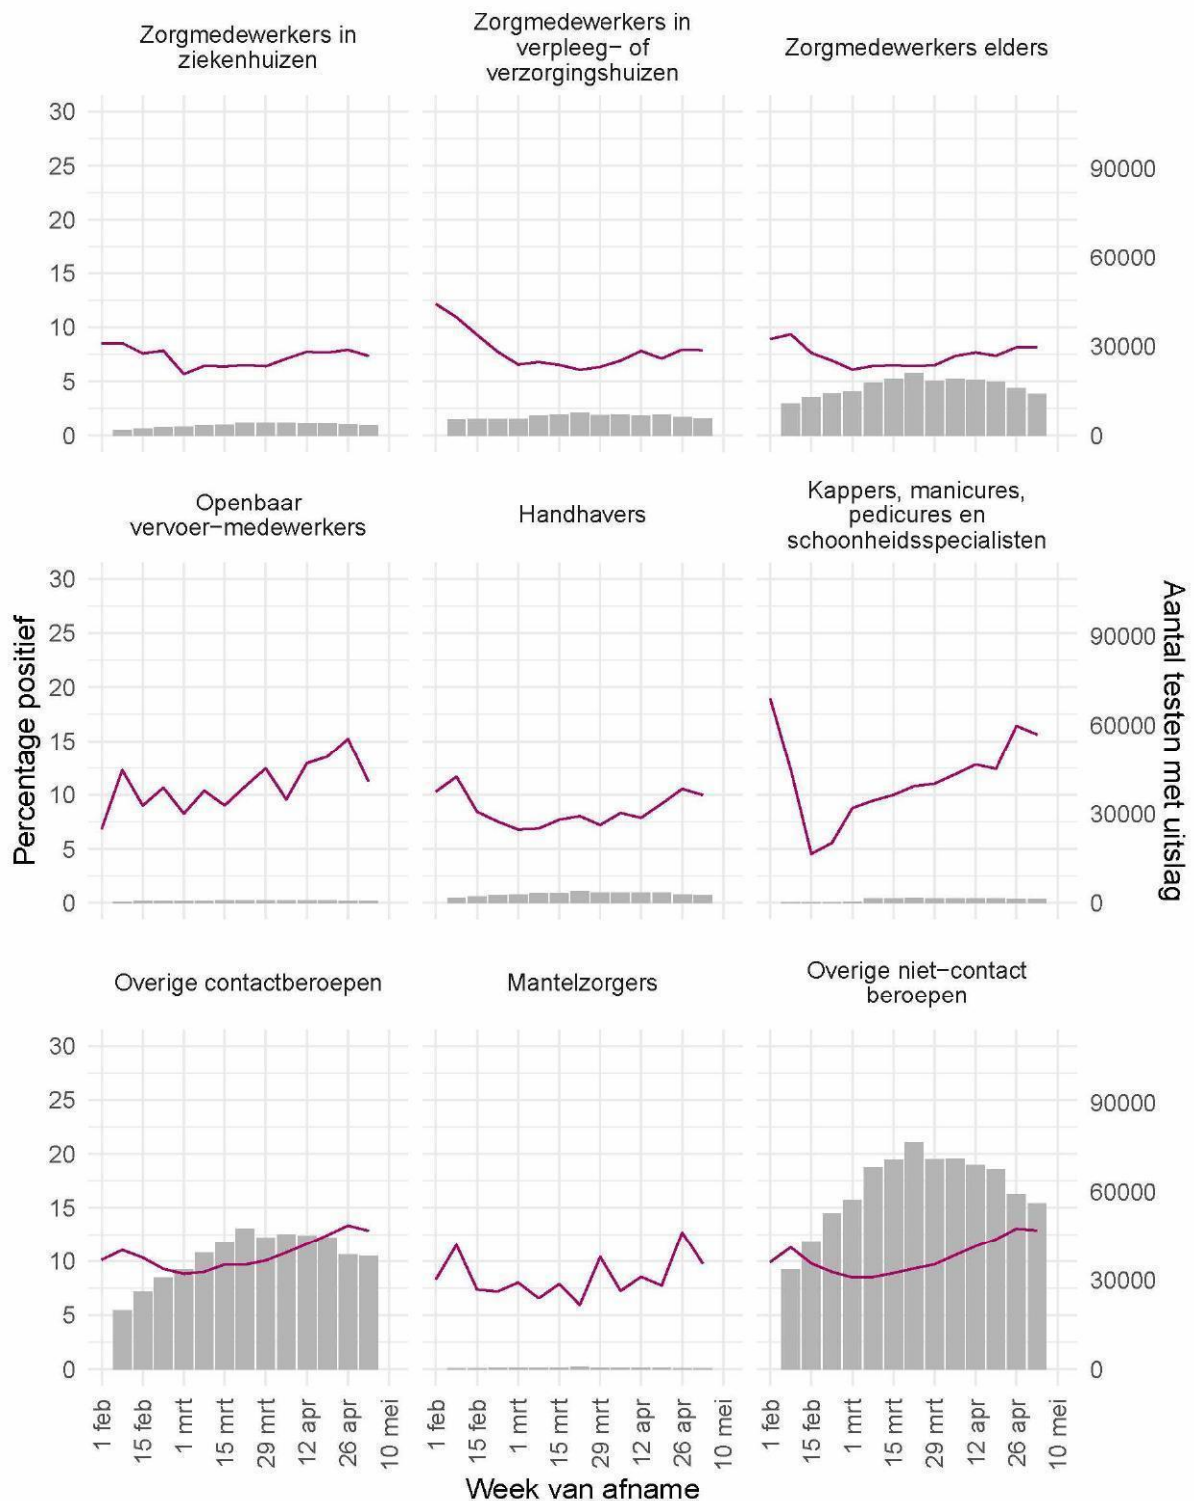 Zorgmedewerkers in
ziekenhuizen
Zorgmedewerkers in
verpleeg- of
verzorgingshuizen
Zorgmedewerkers elders
30
25
20
15
10
5
0
90000
60000
30000
0
Openbaar
vervoer-medewerkers
Handhavers
Kappers, manicures,
pedicures en
schoonheidsspecialisten
30
25
20
15
10
5
0
90000
60000
30000
0
Percentage positief
Aantal testen met uitslag
Overige contactberoepen
Mantelzorgers
Overige niet-contact
beroepen
30
25
20
15
10
5
0
90000
60000
30000
0
1 feb
15 feb
1 mrt
15 mrt
29 mrt
12 apr
26 apr
10 mei
1 feb
15 feb
1 mrt
15 mrt
29 mrt
12 apr
26 apr
10 mei
1 feb
15 feb
1 mrt
15 mrt
29 mrt
12 apr
26 apr
10 mei
Week van afname